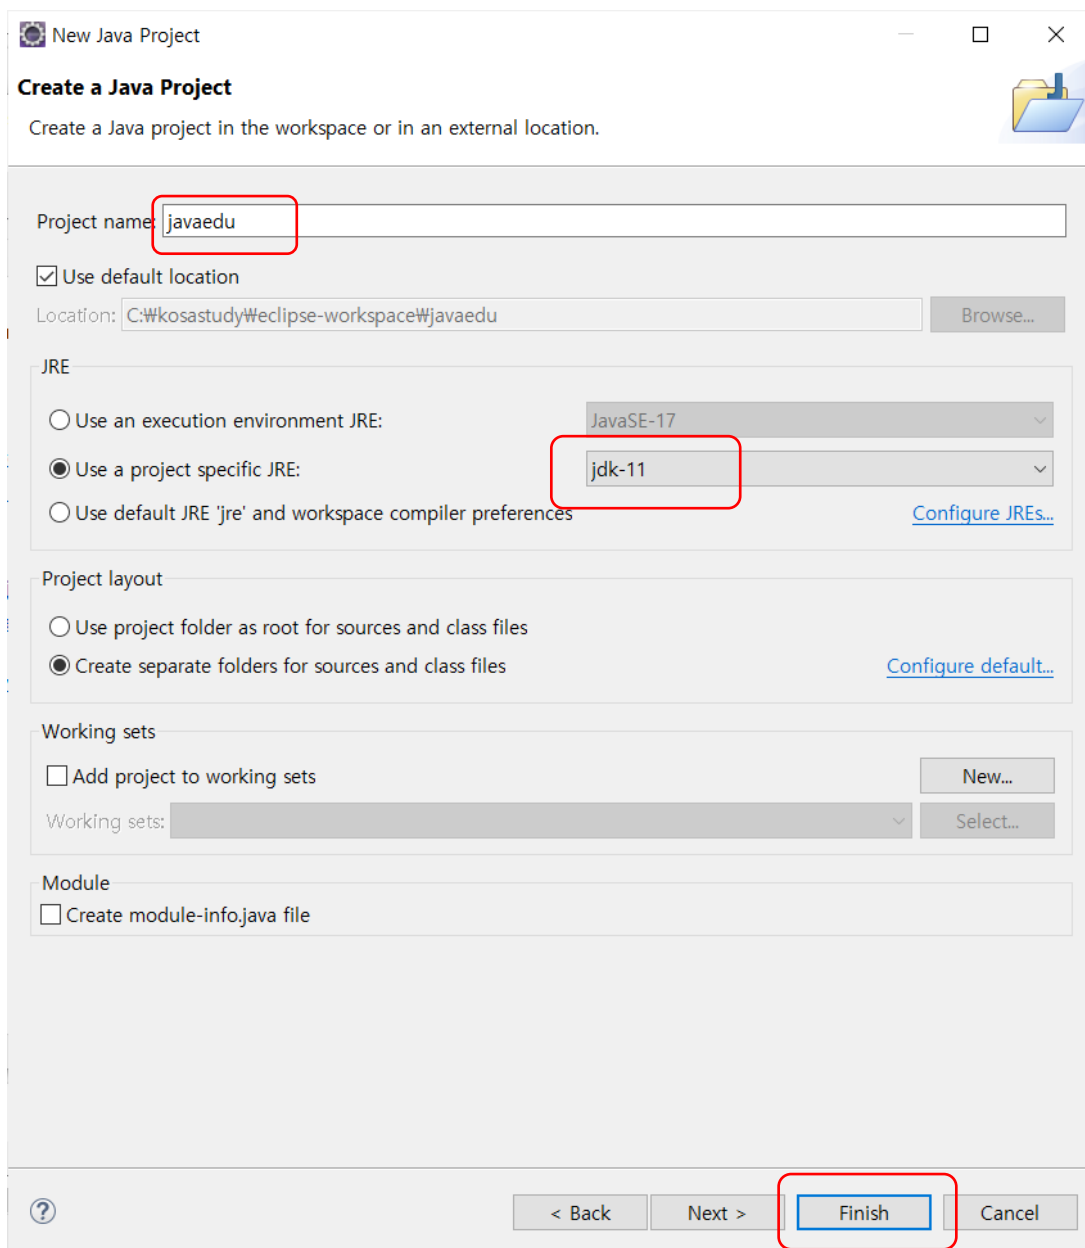 New Java Project
Create a Java Project
Create a Java project in the workspace or in an external location.
Project name: javaedu
Use default location
Location: C:₩kosastudy₩eclipse-workspace₩javaedu Browse...
JRE
Use an execution environment JRE: JavaSE-17
Use a project specific JRE: jdk-11
Use default JRE 'jre' and workspace compiler preferences Configure JREs...
Project layout
Use project folder as root for sources and class files
Create separate folders for sources and class files Configure default...
Working sets
Add project to working sets New...
Working sets: Select...
Module
Create module-info.java file
? < Back Next > Finish Cancel